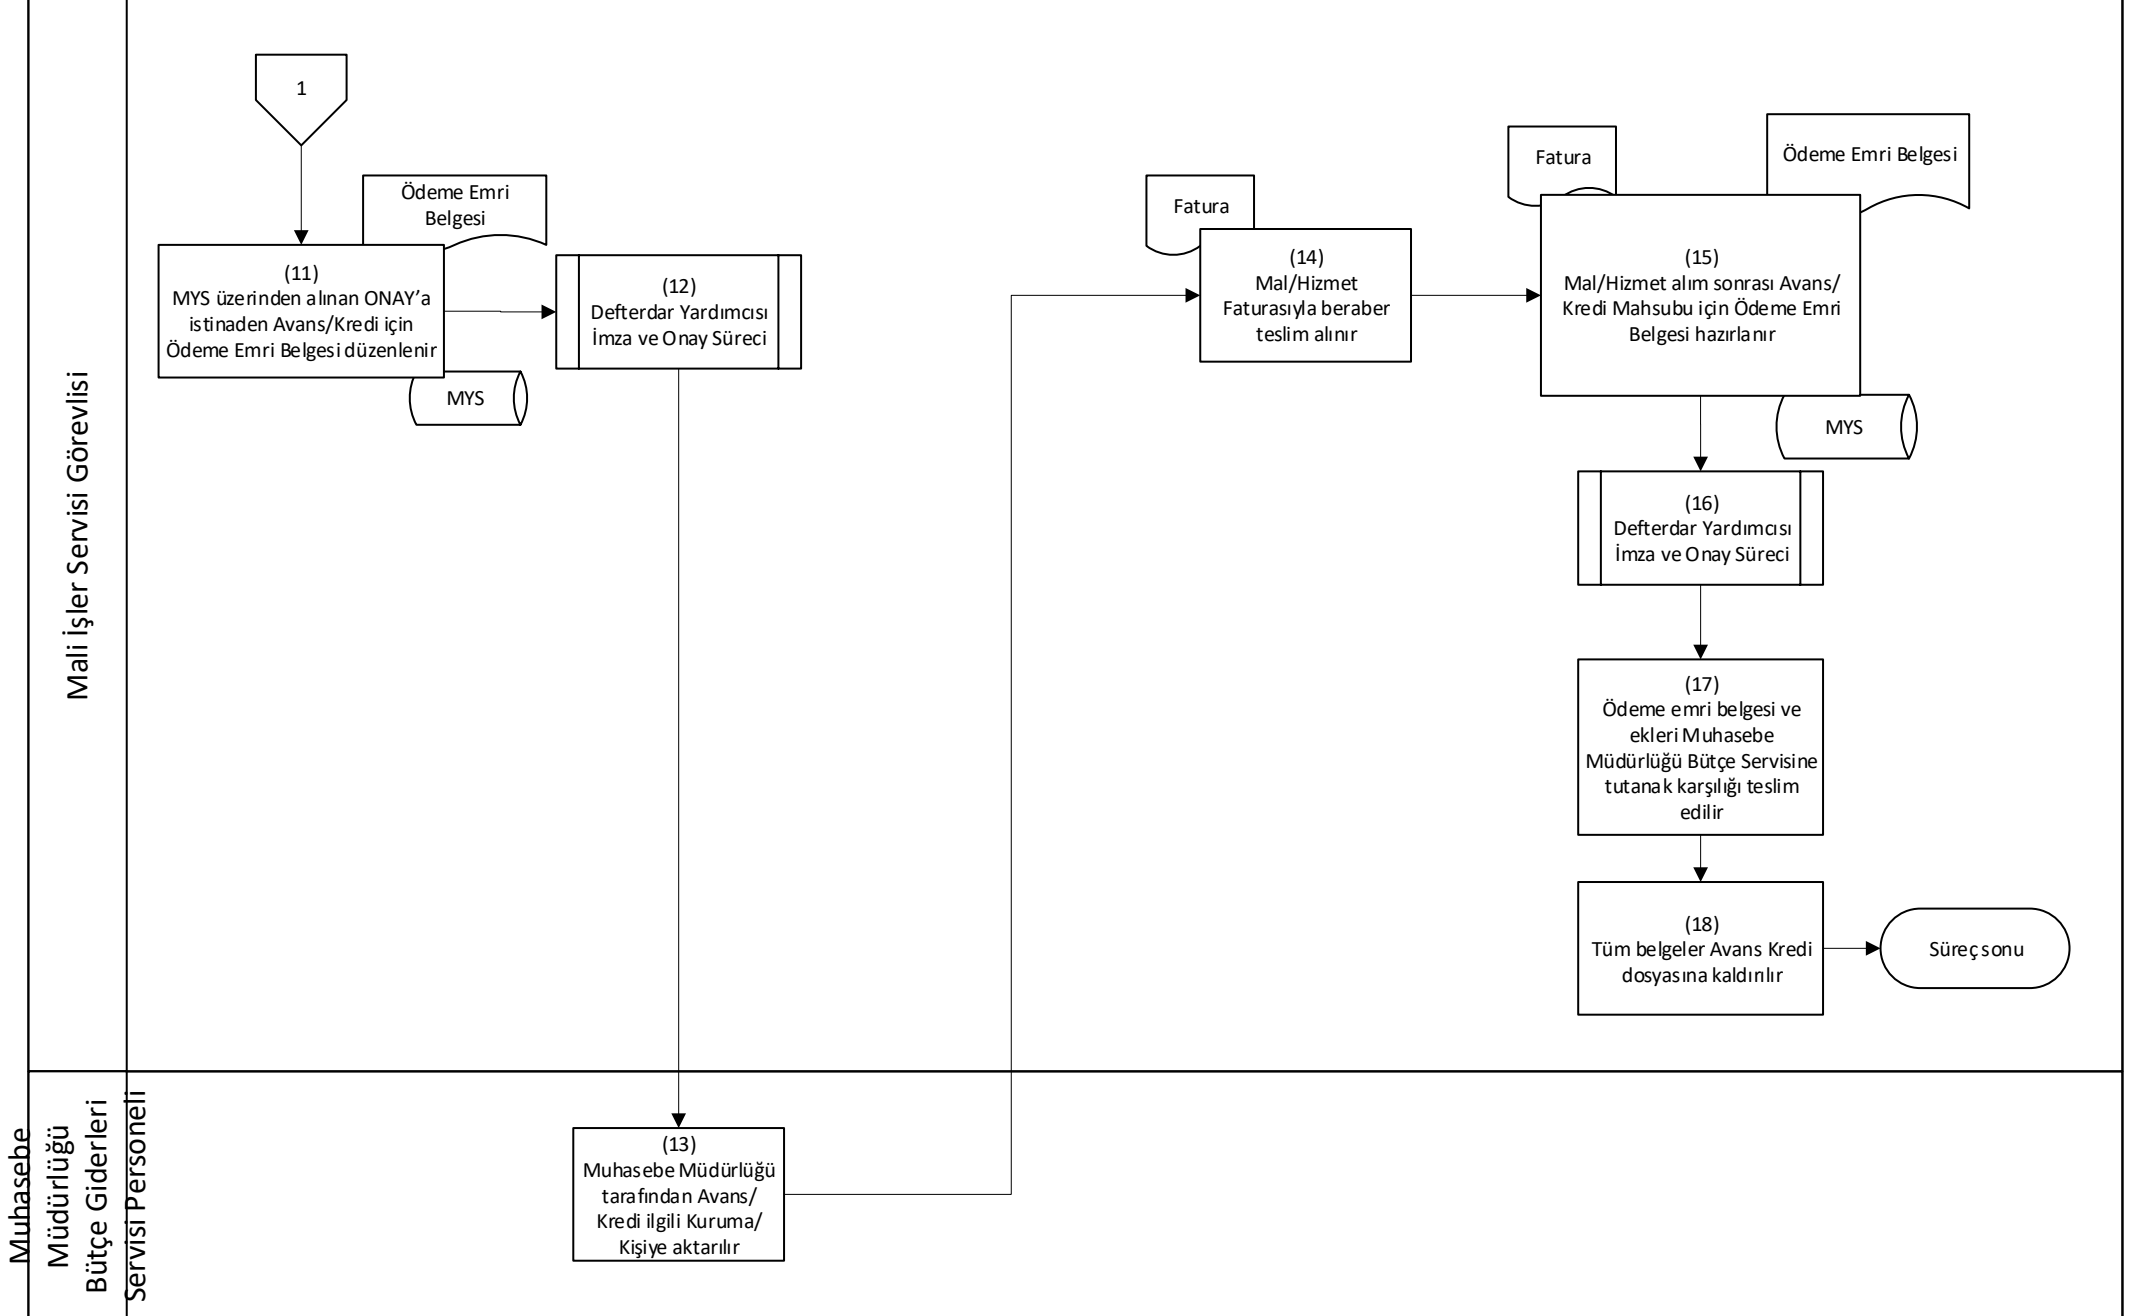 Mali İşler Servisi Görevlisi
1
Ödeme Emri
Belgesi
(11)
MYS üzerinden alınan ONAY’a
istinaden Avans/Kredi için
Ödeme Emri Belgesi düzenlenir
MYS
(12)
Defterdar Yardımcısı
İmza ve Onay Süreci
Fatura
(14)
Mal/Hizmet
Faturasıyla beraber
teslim alınır
Fatura
Ödeme Emri Belgesi
(15)
Mal/Hizmet alım sonrası Avans/
Kredi Mahsubu için Ödeme Emri
Belgesi hazırlanır
MYS
(16)
Defterdar Yardımcısı
İmza ve Onay Süreci
(17)
Ödeme emri belgesi ve
ekleri Muhasebe
Müdürlüğü Bütçe Servisine
tutanak karşılığı teslim
edilir
(18)
Tüm belgeler Avans Kredi
dosyasına kaldırılır
Süreç sonu
Muhasebe
Müdürlüğü
Bütçe Giderleri
Servisi Personeli
(13)
Muhasebe Müdürlüğü
tarafından Avans/
Kredi ilgili Kuruma/
Kişiye aktarılır